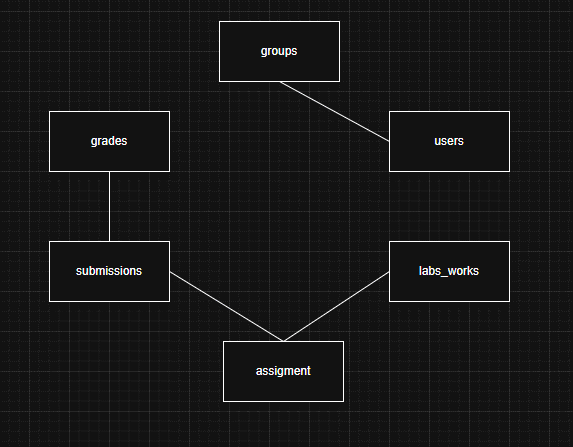 groups
grades
users
submissions
labs_works
assigment